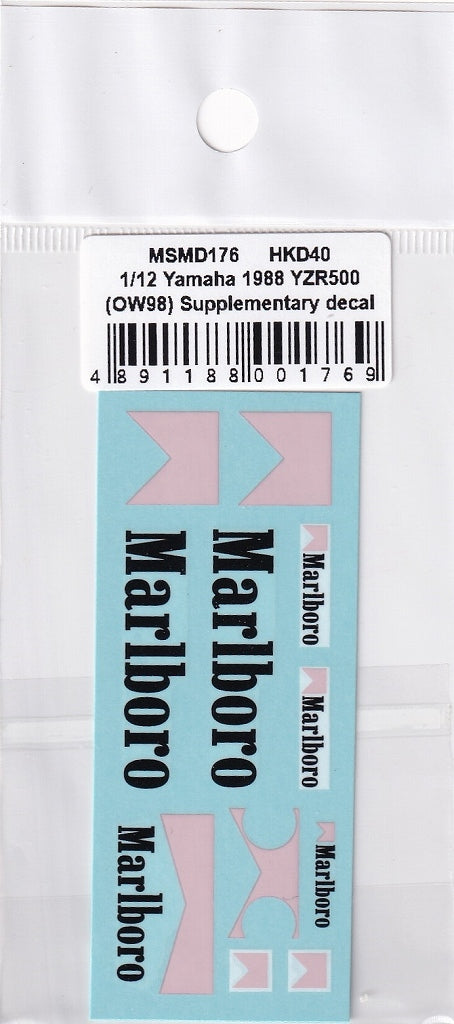 MSMD176 HKD40
1/12 Yamaha 1988 YZR500
(OW98) Supplementary decal
4 891188 001769
Marlboro
Marlboro
Marlboro
Marlboro
Marlboro
Marlboro